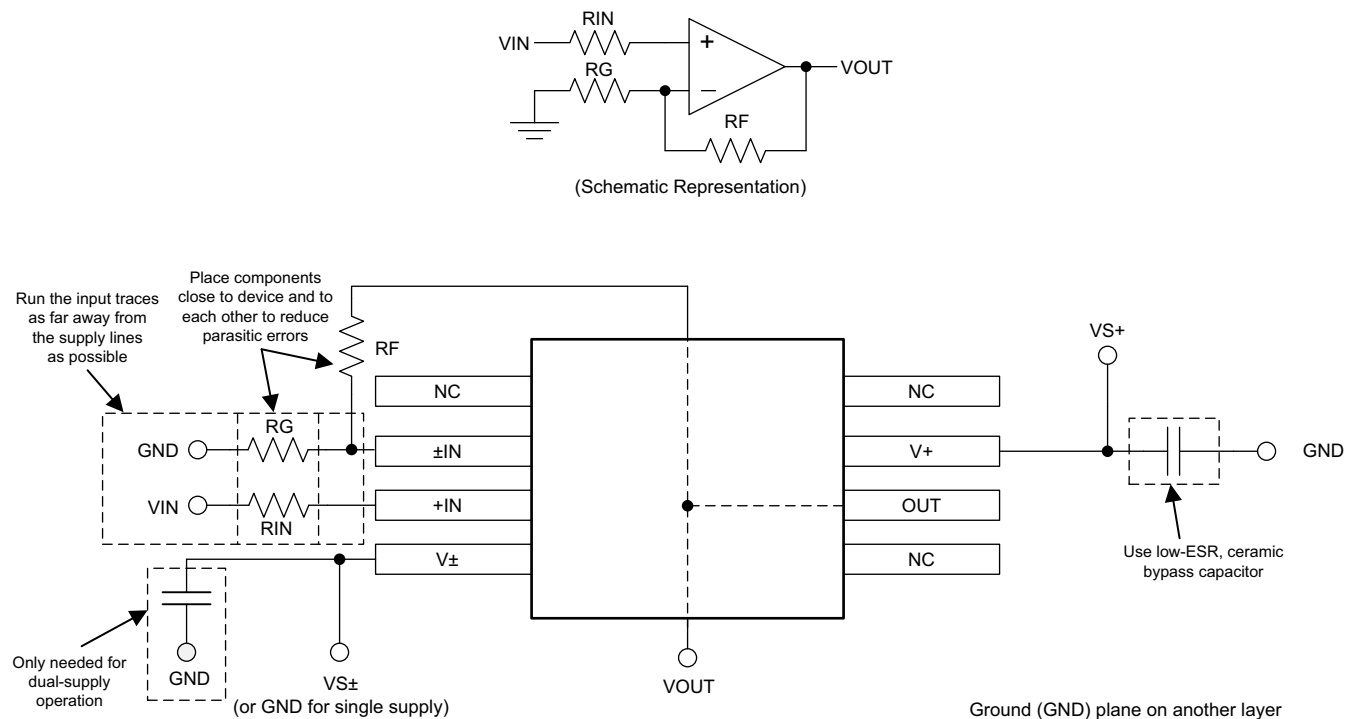 RIN
VIN
+
VOUT
RG
−
RF
(Schematic Representation)
Run the input traces
as far away from
the supply lines
as possible
Place components
close to device and to
each other to reduce
parasitic errors
RF
VS+
NC
NC
RG
GND
±IN
V+
GND
VIN
+IN
OUT
RIN
V±
NC
Use low-ESR, ceramic
bypass capacitor
Only needed for
dual-supply
operation
GND
VS±
(or GND for single supply)
VOUT
Ground (GND) plane on another layer